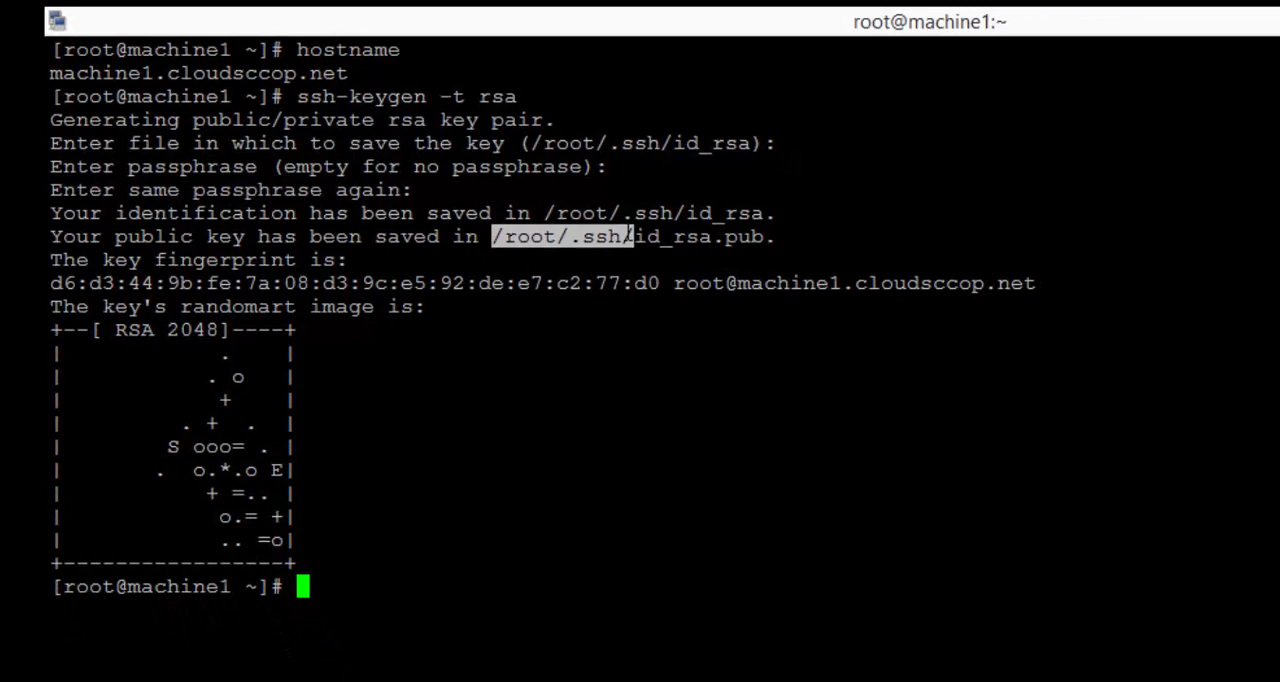 root@machine1:~
[root@machine1 ~]# hostname
machine1.cloudsccop.net
[root@machine1 ~]# ssh-keygen -t rsa
Generating public/private rsa key pair.
Enter file in which to save the key (/root/.ssh/id_rsa):
Enter passphrase (empty for no passphrase):
Enter same passphrase again:
Your identification has been saved in /root/.ssh/id_rsa.
Your public key has been saved in /root/.ssh/id_rsa.pub.
The key fingerprint is:
d6:d3:44:9b:fe:7a:08:d3:9c:e5:92:de:e7:c2:77:d0 root@machine1.cloudsccop.net
The key's randomart image is:
+--[ RSA 2048]----+
|            .    |
|           . o   |
|            +    |
|         . +  .  |
|        S ooo= . |
|       .  o.*.o E|
|           + =.. |
|            o.= +|
|            .. =o|
+-----------------+
[root@machine1 ~]#